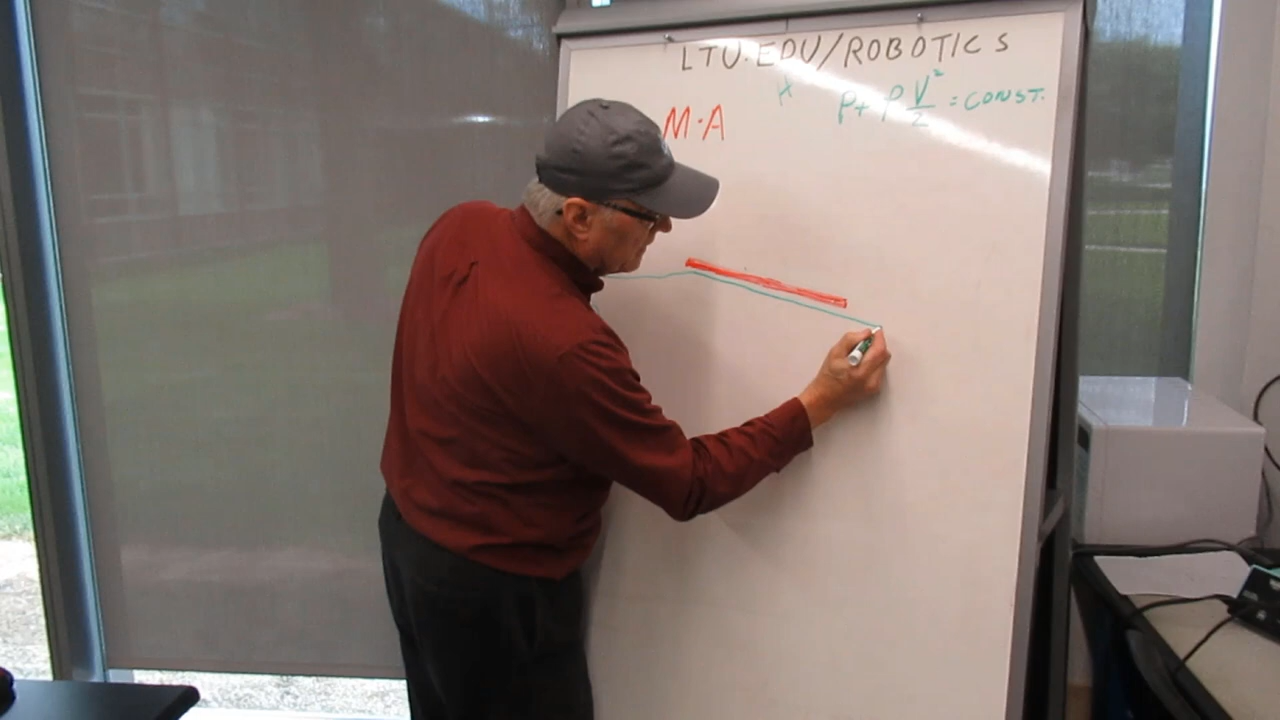 LTU.EDU/ROBOTICS
P+ρV²/2 = CONST.
M·A